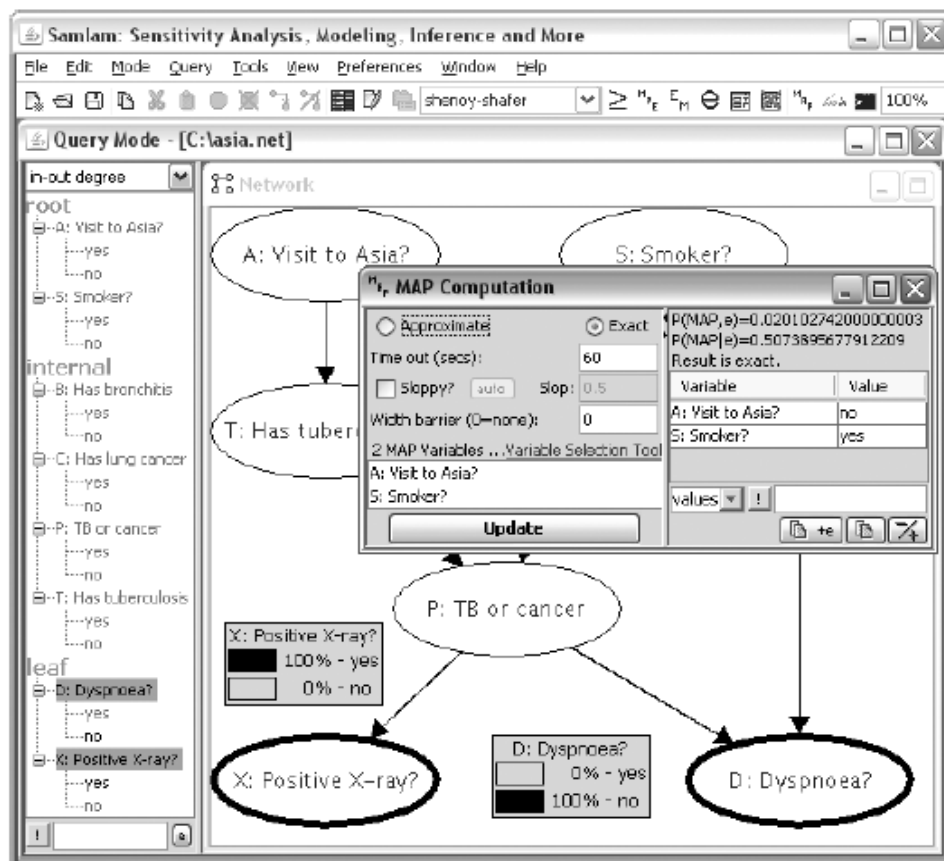 Samlam: Sensitivity Analysis, Modeling, Inference and More
File Edit Mode Query Tools View Preferences Window Help
shenoy-shafer
100%
Query Mode - [C:\asia.net]
in-out degree
Network
root
A: Visit to Asia?
yes
no
S: Smoker?
yes
no
internal
B: Has bronchitis
yes
no
C: Has lung cancer
yes
no
P: TB or cancer
yes
no
T: Has tuberculosis
yes
no
leaf
D: Dyspnoea?
yes
no
X: Positive X-ray?
yes
no
!
A: Visit to Asia?
S: Smoker?
T: Has tuberc
MAP Computation
Approximate Exact
Time out (secs): 60
Sloppy? auto Slop: 0.5
Width barrier (0=none): 0
2 MAP Variables ...Variable Selection Tool
A: Visit to Asia?
S: Smoker?
Update
P(MAP,e)=0.020102742000000003
P(MAP|e)=0.5073895677912209
Result is exact.
Variable Value
A: Visit to Asia? no
S: Smoker? yes
values !
+e
P: TB or cancer
X: Positive X-ray?
100% - yes
0% - no
X: Positive X-ray?
D: Dyspnoea?
0% - yes
100% - no
D: Dyspnoea?